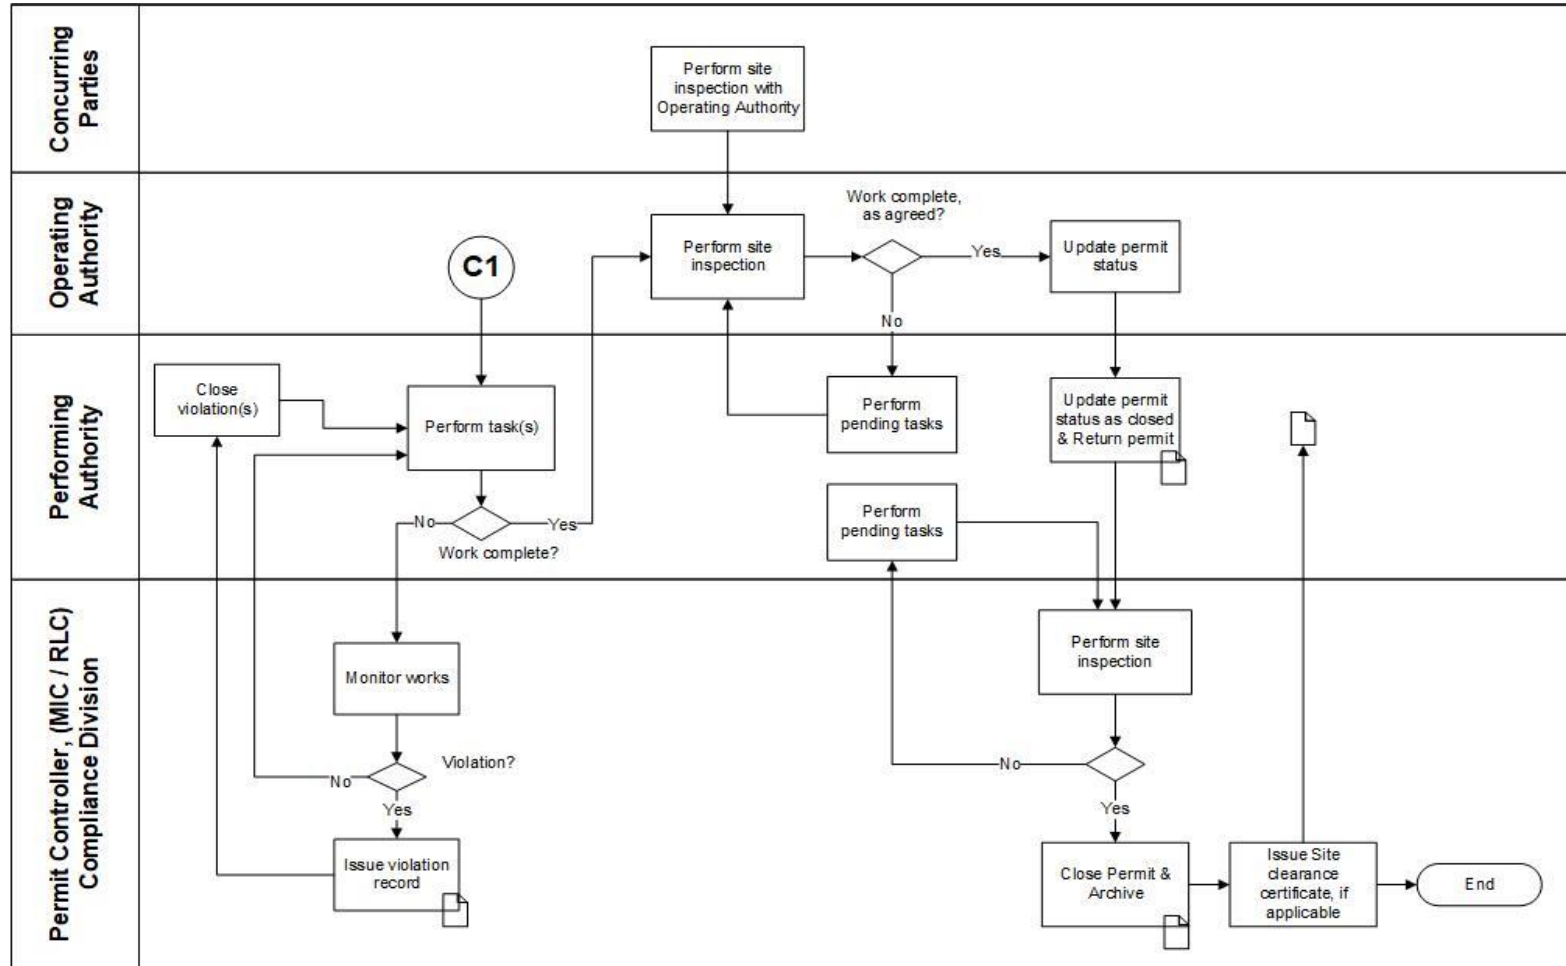 Concurring
Parties
Perform site
inspection with
Operating Authority
Operating
Authority
C1
Perform site
inspection
Work complete,
as agreed?
Yes
No
Update permit
status
Performing
Authority
Close
violation(s)
Perform task(s)
No
Yes
Work complete?
Perform
pending tasks
Update permit
status as closed
& Return permit
Perform
pending tasks
Permit Controller, (MIC / RLC)
Compliance Division
Monitor works
Violation?
No
Yes
Issue violation
record
Perform site
inspection
No
Yes
Close Permit &
Archive
Issue Site
clearance
certificate, if
applicable
End